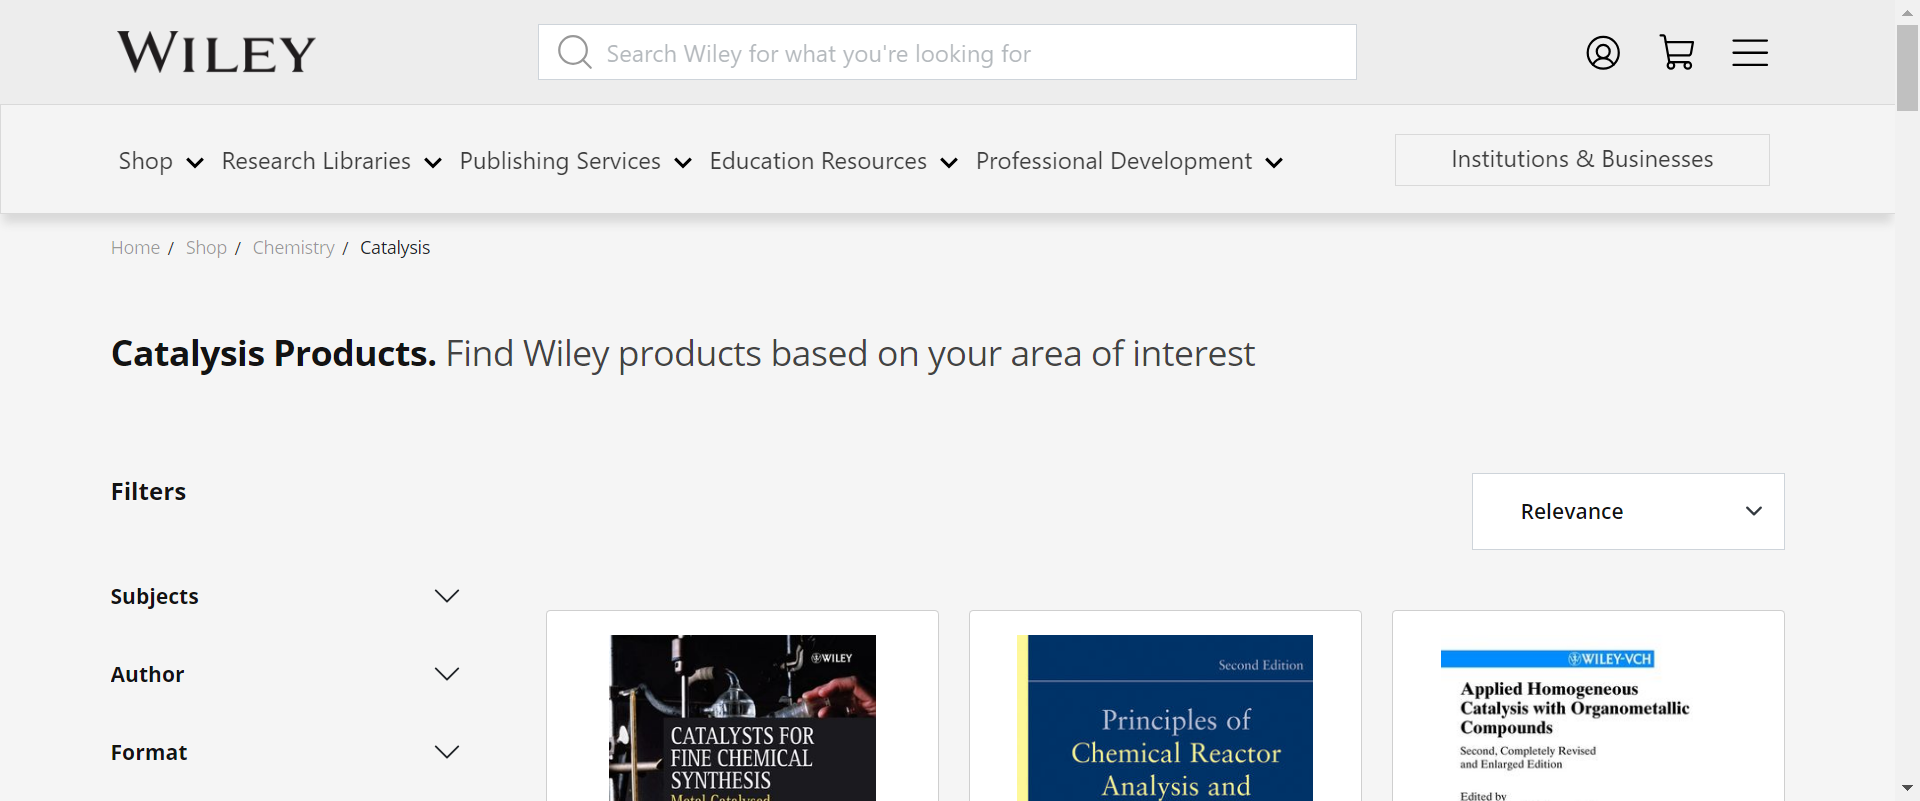 WILEY
Search Wiley for what you're looking for
Shop
Research Libraries
Publishing Services
Education Resources
Professional Development
Institutions & Businesses
Home / Shop / Chemistry / Catalysis
Catalysis Products. Find Wiley products based on your area of interest
Filters
Relevance
Subjects
Author
Format
WILEY
CATALYSTS FOR
FINE CHEMICAL
SYNTHESIS
Metal Catalysed
Second Edition
Principles of
Chemical Reactor
Analysis and
WILEY-VCH
Applied Homogeneous
Catalysis with Organometallic
Compounds
Second, Completely Revised
and Enlarged Edition
Edited by